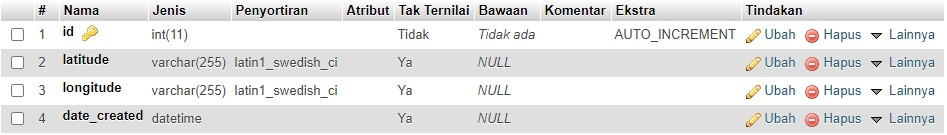 # Nama Jenis Penyortiran Atribut Tak Ternilai Bawaan Komentar Ekstra Tindakan
1 id int(11) Tidak Tidak ada AUTO_INCREMENT Ubah Hapus Lainnya
2 latitude varchar(255) latin1_swedish_ci Ya NULL Ubah Hapus Lainnya
3 longitude varchar(255) latin1_swedish_ci Ya NULL Ubah Hapus Lainnya
4 date_created datetime Ya NULL Ubah Hapus Lainnya